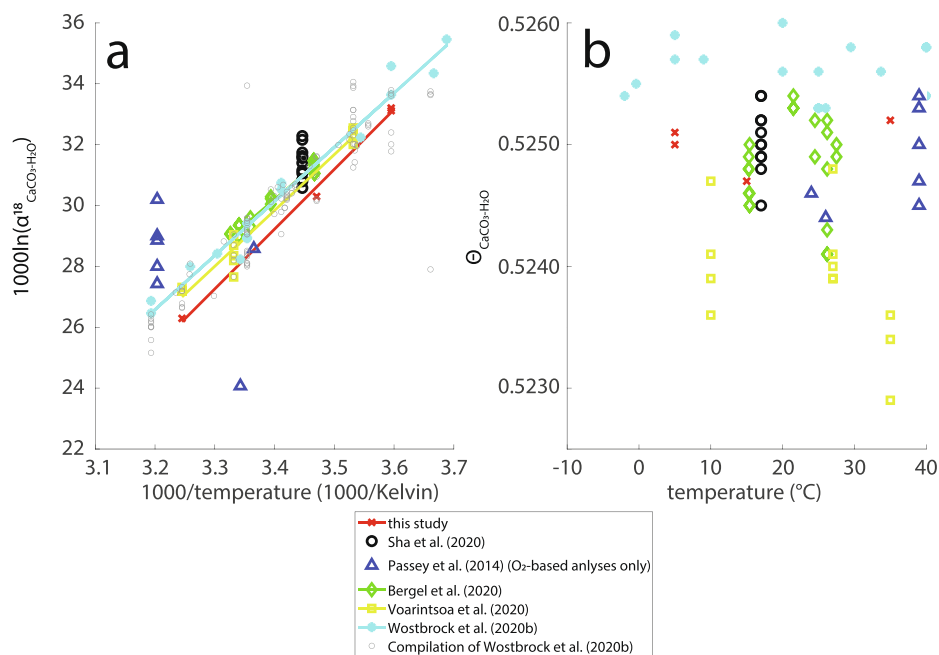 a
36
34
32
30
28
26
24
22
3.1 3.2 3.3 3.4 3.5 3.6 3.7
1000/temperature (1000/Kelvin)
1000ln(α¹⁸CaCO₃-H₂O)
b
0.5260
0.5250
0.5240
0.5230
-10 0 10 20 30 40
temperature (°C)
ΘCaCO₃-H₂O
this study
Sha et al. (2020)
Passey et al. (2014) (O₂-based anlyses only)
Bergel et al. (2020)
Voarintsoa et al. (2020)
Wostbrock et al. (2020b)
Compilation of Wostbrock et al. (2020b)